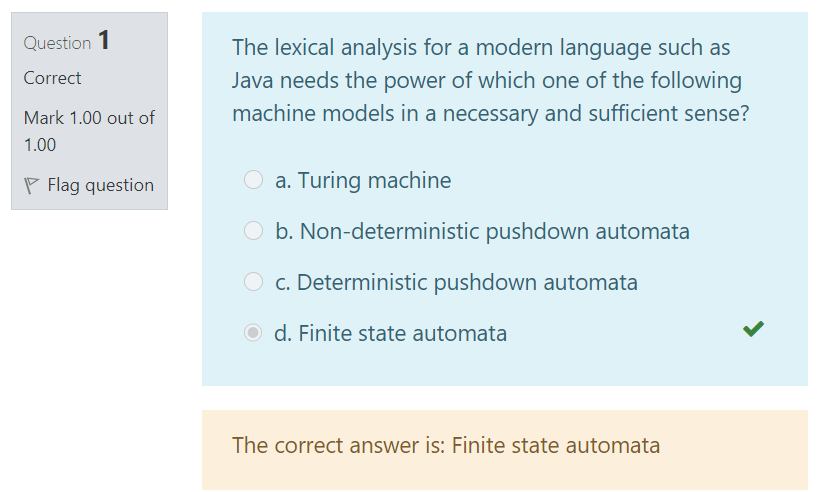 Question 1
Correct
Mark 1.00 out of
1.00
Flag question
The lexical analysis for a modern language such as
Java needs the power of which one of the following
machine models in a necessary and sufficient sense?
a. Turing machine
b. Non-deterministic pushdown automata
c. Deterministic pushdown automata
d. Finite state automata
The correct answer is: Finite state automata